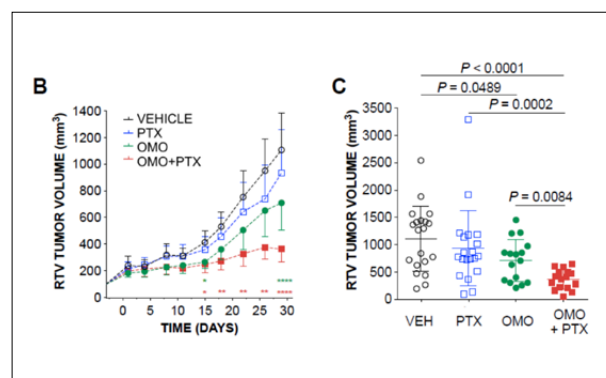 B
RTV TUMOR VOLUME (mm³)
1400
1200
1000
800
600
400
200
0
VEHICLE
PTX
OMO
OMO+PTX
*
****
*
**
**
**
****
0
5
10
15
20
25
30
TIME (DAYS)
C
P < 0.0001
P = 0.0489
P = 0.0002
P = 0.0084
RTV TUMOR VOLUME (mm³)
3500
3000
2500
2000
1500
1000
500
0
VEH
PTX
OMO
OMO
+ PTX